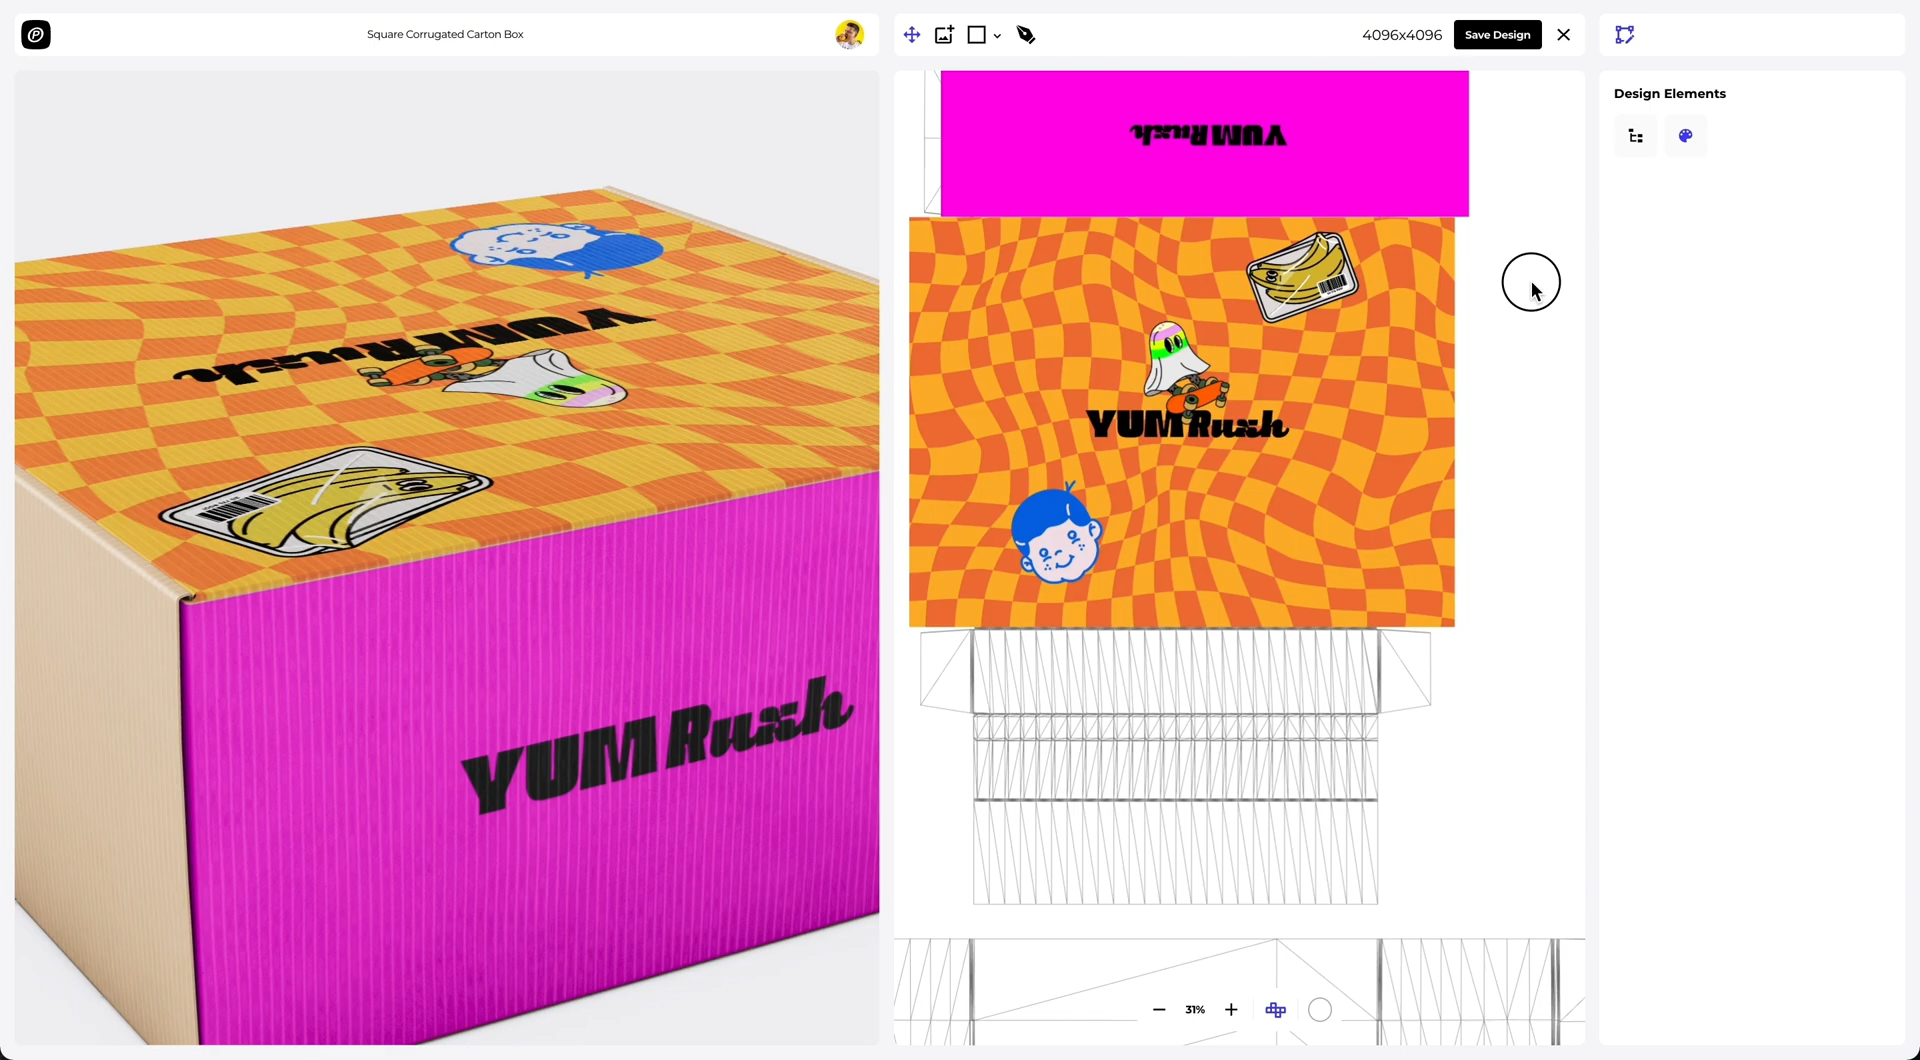 Square Corrugated Carton Box
4096x4096
Save Design
Design Elements
YUM Rush
YUM Rush
YUM Rush
YUM Rush
31%